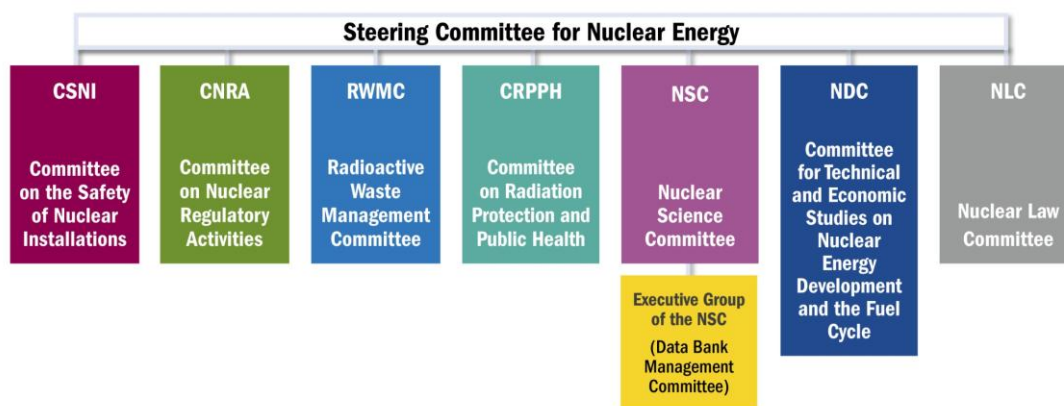 Steering Committee for Nuclear Energy
CSNI
Committee
on the Safety
of Nuclear
Installations
CNRA
Committee
on Nuclear
Regulatory
Activities
RWMC
Radioactive
Waste
Management
Committee
CRPPH
Committee
on Radiation
Protection and
Public Health
NSC
Nuclear
Science
Committee
Executive Group
of the NSC
(Data Bank
Management
Committee)
NDC
Committee
for Technical
and Economic
Studies on
Nuclear
Energy
Development
and the Fuel
Cycle
NLC
Nuclear Law
Committee